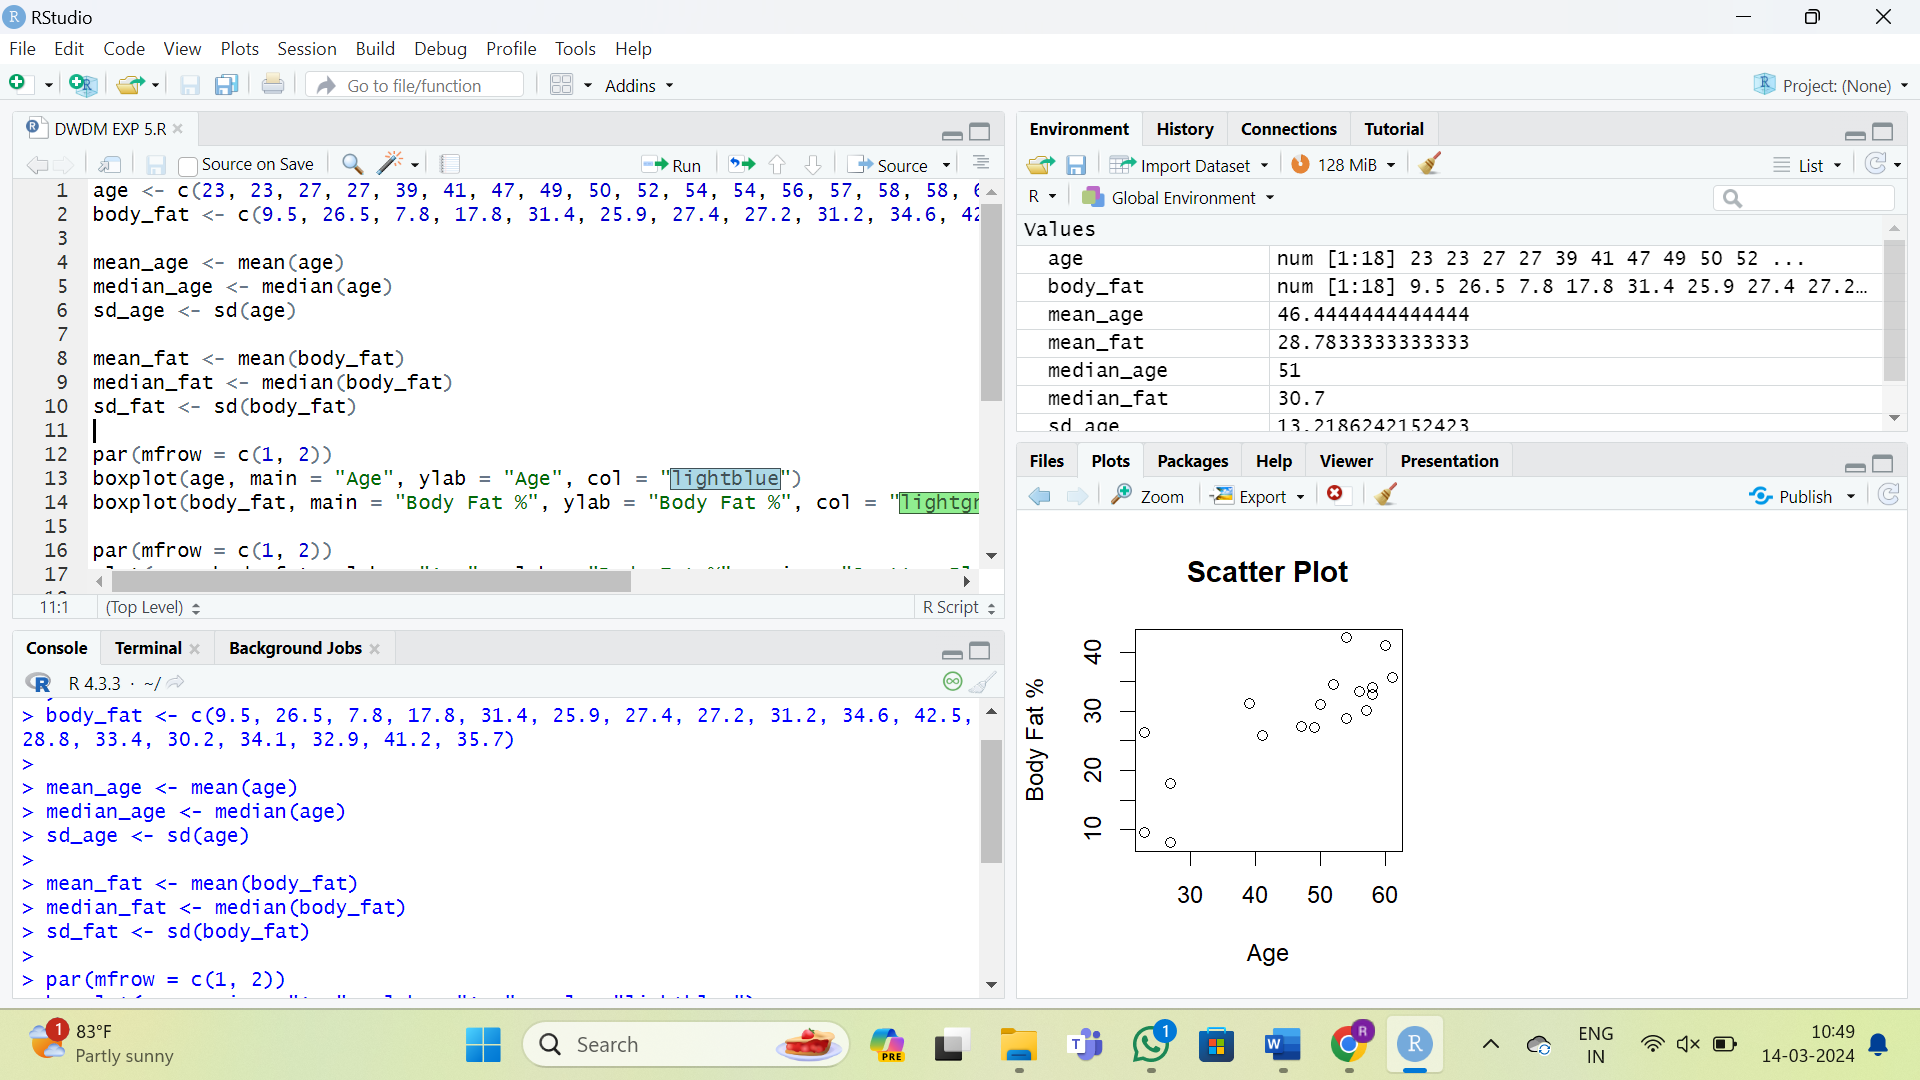 RStudio
File Edit Code View Plots Session Build Debug Profile Tools Help
Go to file/function Addins Project: (None)
DWDM EXP 5.R
Source on Save Run Source
1 age <- c(23, 23, 27, 27, 39, 41, 47, 49, 50, 52, 54, 54, 56, 57, 58, 58,
2 body_fat <- c(9.5, 26.5, 7.8, 17.8, 31.4, 25.9, 27.4, 27.2, 31.2, 34.6, 42
3
4 mean_age <- mean(age)
5 median_age <- median(age)
6 sd_age <- sd(age)
7
8 mean_fat <- mean(body_fat)
9 median_fat <- median(body_fat)
10 sd_fat <- sd(body_fat)
11
12 par(mfrow = c(1, 2))
13 boxplot(age, main = "Age", ylab = "Age", col = "lightblue")
14 boxplot(body_fat, main = "Body Fat %", ylab = "Body Fat %", col = "lightgr
15
16 par(mfrow = c(1, 2))
17
11:1 (Top Level) R Script
Console Terminal Background Jobs
R 4.3.3 · ~/
> body_fat <- c(9.5, 26.5, 7.8, 17.8, 31.4, 25.9, 27.4, 27.2, 31.2, 34.6, 42.5,
28.8, 33.4, 30.2, 34.1, 32.9, 41.2, 35.7)
>
> mean_age <- mean(age)
> median_age <- median(age)
> sd_age <- sd(age)
>
> mean_fat <- mean(body_fat)
> median_fat <- median(body_fat)
> sd_fat <- sd(body_fat)
>
> par(mfrow = c(1, 2))
Environment History Connections Tutorial
Import Dataset 128 MiB List
R Global Environment
Values
age num [1:18] 23 23 27 27 39 41 47 49 50 52 ...
body_fat num [1:18] 9.5 26.5 7.8 17.8 31.4 25.9 27.4 27.2…
mean_age 46.4444444444444
mean_fat 28.7833333333333
median_age 51
median_fat 30.7
sd_age 13.2186242152423
Files Plots Packages Help Viewer Presentation
Zoom Export Publish
Scatter Plot
Body Fat %
40
30
20
10
30 40 50 60
Age
1 83°F
Partly sunny
Search
PRE
T
1
W
R
R
ENG
IN
10:49
14-03-2024